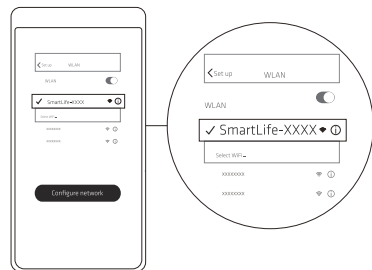 Set up WLAN
WLAN
SmartLife-XXXX
Select WiFi
xxxxxxxx
xxxxxxxx
Configure network
Set up WLAN
WLAN
SmartLife-XXXX
Select WiFi
xxxxxxxx
xxxxxxxx